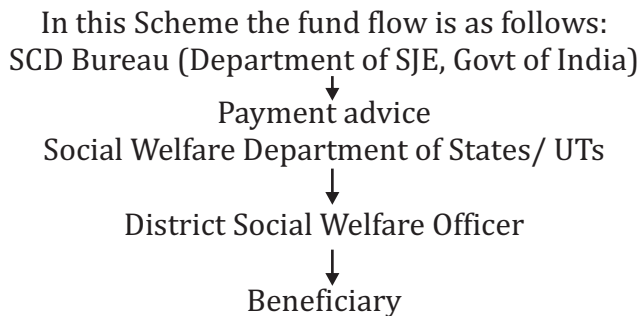 In this Scheme the fund flow is as follows:
SCD Bureau (Department of SJE, Govt of India)
Payment advice
Social Welfare Department of States/ UTs
District Social Welfare Officer
Beneficiary